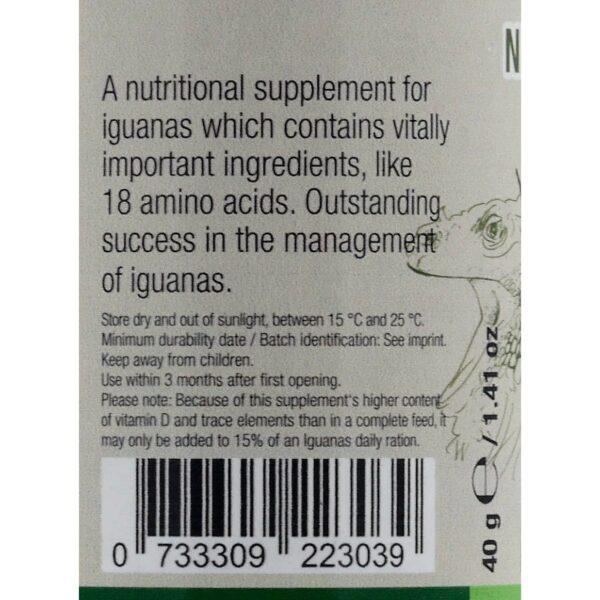 N
A nutritional supplement for
iguanas which contains vitally
important ingredients, like
18 amino acids. Outstanding
success in the management
of iguanas.
Store dry and out of sunlight, between 15 °C and 25 °C.
Minimum durability date / Batch identification: See imprint.
Keep away from children.
Use within 3 months after first opening.
Please note: Because of this supplement's higher content
of vitamin D and trace elements than in a complete feed, it
may only be added to 15% of an Iguanas daily ration.
0 733309 223039
40 g ℮ / 1.41 oz